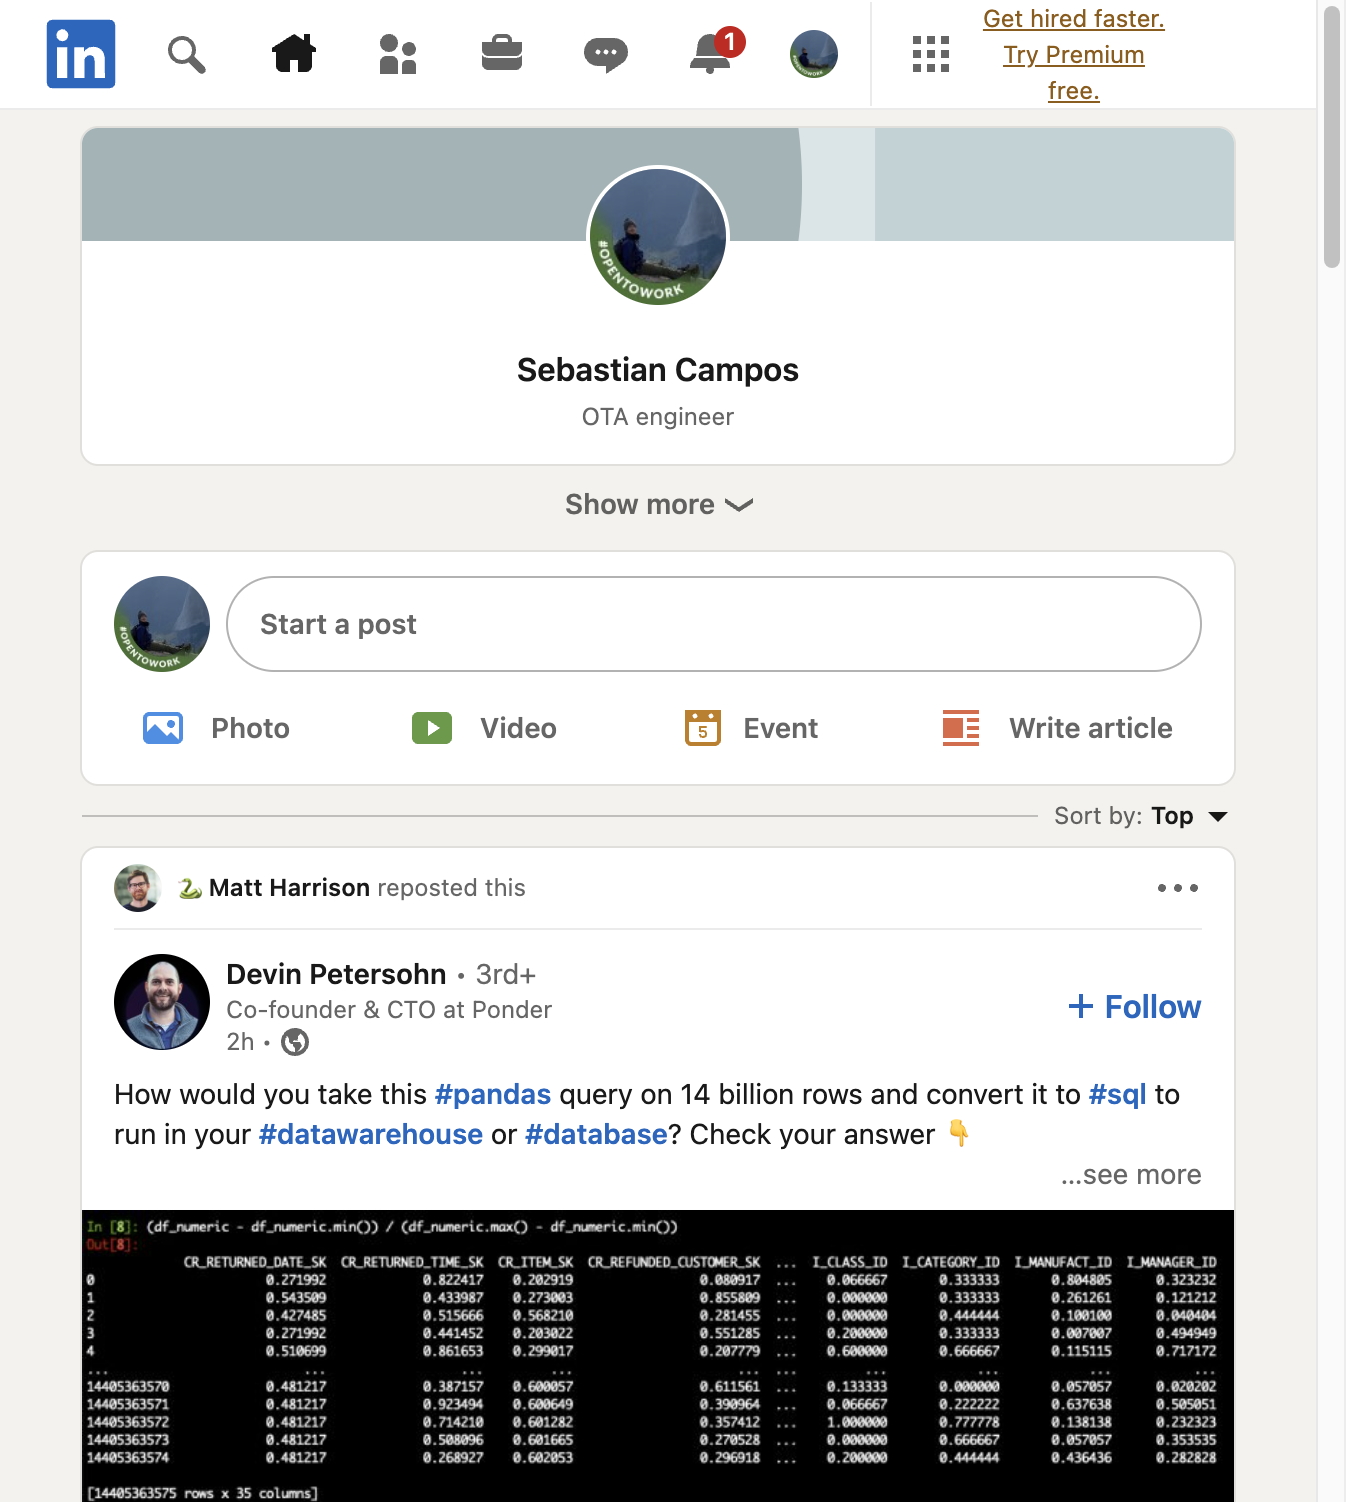 in
1
Get hired faster.
Try Premium
free.
#OPENTOWORK
Sebastian Campos
OTA engineer
Show more
#OPENTOWORK
Start a post
Photo
Video
5
Event
Write article
Sort by: Top
🐍 Matt Harrison reposted this
Devin Petersohn • 3rd+
Co-founder & CTO at Ponder
+ Follow
2h •
How would you take this #pandas query on 14 billion rows and convert it to #sql to
run in your #datawarehouse or #database? Check your answer 👇
...see more
In [8]: (df_numeric - df_numeric.min()) / (df_numeric.max() - df_numeric.min())
Out[8]:
CR_RETURNED_DATE_SK CR_RETURNED_TIME_SK CR_ITEM_SK CR_REFUNDED_CUSTOMER_SK ... I_CLASS_ID I_CATEGORY_ID I_MANUFACT_ID I_MANAGER_ID
0 0.271992 0.822417 0.202919 0.080917 ... 0.066667 0.333333 0.804805 0.323232
1 0.543509 0.433987 0.273003 0.855809 ... 0.000000 0.333333 0.261261 0.121212
2 0.427485 0.515666 0.568210 0.281455 ... 0.000000 0.444444 0.100100 0.040404
3 0.271992 0.441452 0.203022 0.551285 ... 0.200000 0.333333 0.007007 0.494949
4 0.510699 0.861653 0.299017 0.207779 ... 0.600000 0.666667 0.115115 0.717172
... ... ... ... ... ... ... ... ... ...
14405363570 0.481217 0.387157 0.600057 0.611561 ... 0.133333 0.000000 0.057057 0.020202
14405363571 0.481217 0.923494 0.600649 0.390964 ... 0.066667 0.222222 0.637638 0.505051
14405363572 0.481217 0.714210 0.601282 0.357412 ... 1.000000 0.777778 0.138138 0.232323
14405363573 0.481217 0.508096 0.601665 0.270528 ... 0.000000 0.666667 0.057057 0.353535
14405363574 0.481217 0.268927 0.602053 0.296918 ... 0.200000 0.444444 0.436436 0.282828
[14405363575 rows x 35 columns]